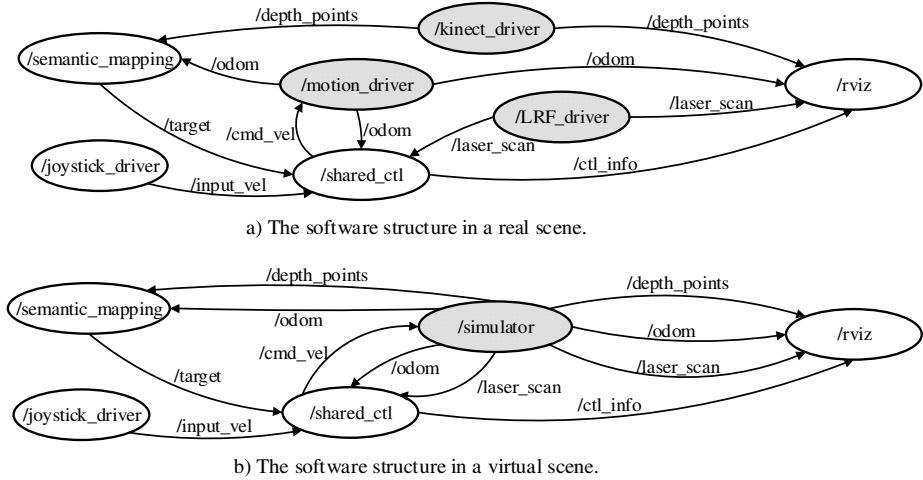 /depth_points
/kinect_driver
/depth_points
/semantic_mapping
/odom
/motion_driver
/odom
/rviz
/laser_scan
/target
/cmd_vel
/odom
/LRF_driver
/laser_scan
/joystick_driver
/input_vel
/shared_ctl
/ctl_info
a) The software structure in a real scene.
/depth_points
/depth_points
/semantic_mapping
/odom
/simulator
/odom
/rviz
/cmd_vel
/odom
/laser_scan
/target
/laser_scan
/joystick_driver
/input_vel
/shared_ctl
/ctl_info
b) The software structure in a virtual scene.